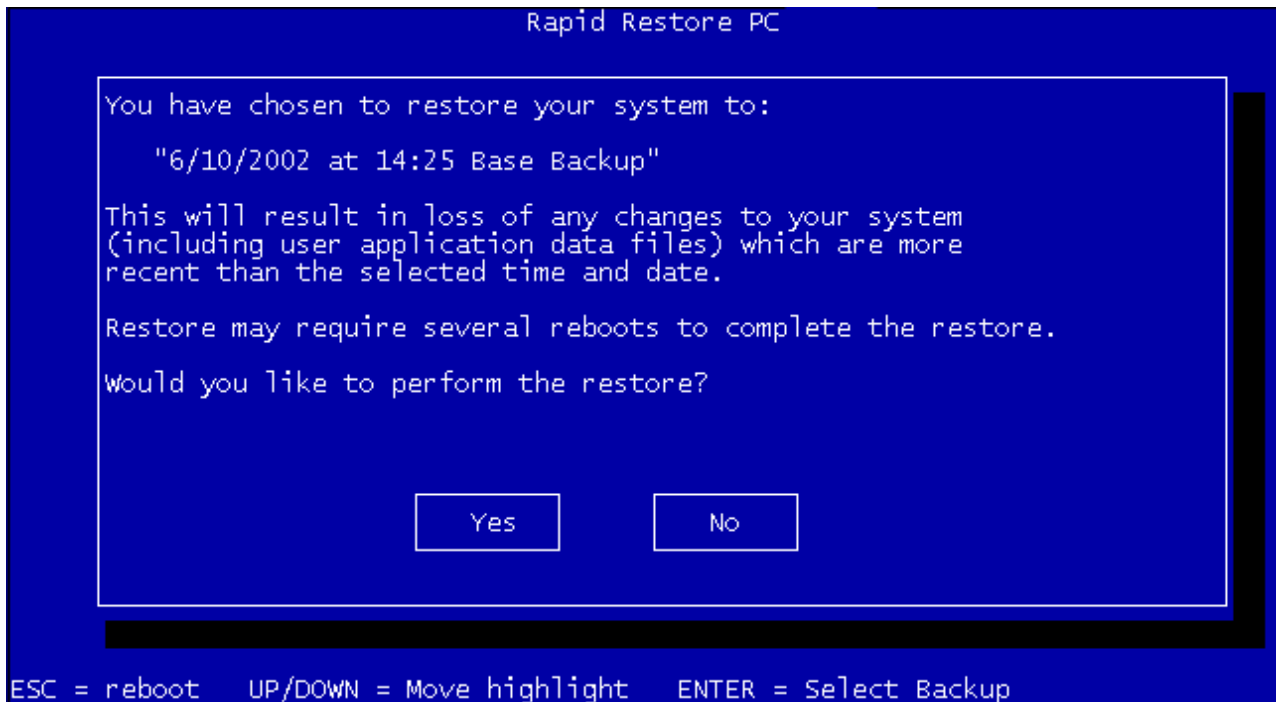 Rapid Restore PC
You have chosen to restore your system to:
"6/10/2002 at 14:25 Base Backup"
This will result in loss of any changes to your system
(including user application data files) which are more
recent than the selected time and date.
Restore may require several reboots to complete the restore.
Would you like to perform the restore?
Yes No
ESC = reboot UP/DOWN = Move highlight ENTER = Select Backup